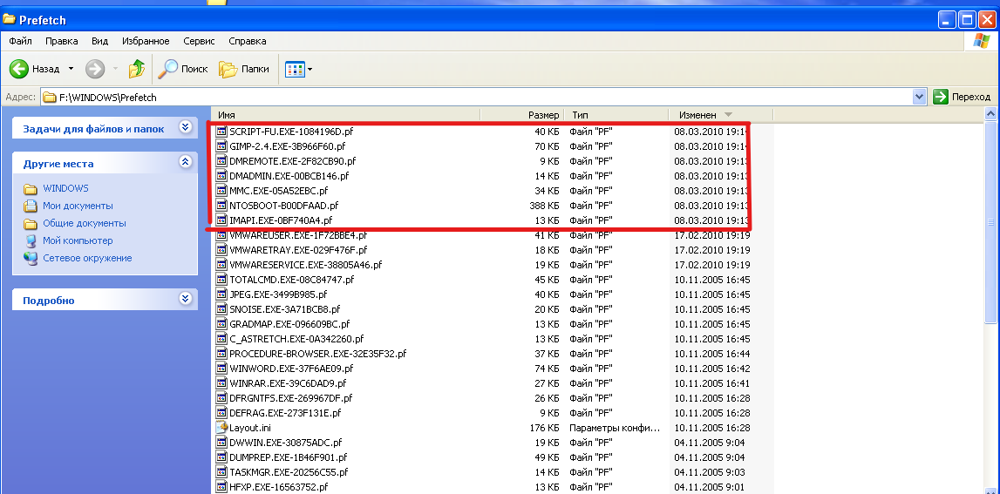 Prefetch
Файл Правка Вид Избранное Сервис Справка
Назад Поиск Папки
Адрес: F:\WINDOWS\Prefetch Переход
Задачи для файлов и папок
Другие места
WINDOWS
Мои документы
Общие документы
Мой компьютер
Сетевое окружение
Подробно
Имя Размер Тип Изменен
SCRIPT-FU.EXE-1084196D.pf 40 КБ Файл "PF" 08.03.2010 19:14
GIMP-2.4.EXE-3B966F60.pf 70 КБ Файл "PF" 08.03.2010 19:14
DMREMOTE.EXE-2F82CB90.pf 9 КБ Файл "PF" 08.03.2010 19:13
DMADMIN.EXE-00BCB146.pf 14 КБ Файл "PF" 08.03.2010 19:13
MMC.EXE-05A52EBC.pf 34 КБ Файл "PF" 08.03.2010 19:13
NTOSBOOT-B00DFAAD.pf 388 КБ Файл "PF" 08.03.2010 19:13
IMAPI.EXE-0BF740A4.pf 13 КБ Файл "PF" 08.03.2010 19:13
VMWAREUSER.EXE-1F72BBE4.pf 41 КБ Файл "PF" 17.02.2010 19:19
VMWARETRAY.EXE-029F476F.pf 18 КБ Файл "PF" 17.02.2010 19:19
VMWARESERVICE.EXE-38805A46.pf 19 КБ Файл "PF" 17.02.2010 19:19
TOTALCMD.EXE-08C84747.pf 45 КБ Файл "PF" 10.11.2005 16:45
JPEG.EXE-3499B985.pf 40 КБ Файл "PF" 10.11.2005 16:45
SNOISE.EXE-3A71BCB8.pf 20 КБ Файл "PF" 10.11.2005 16:45
GRADMAP.EXE-096609BC.pf 13 КБ Файл "PF" 10.11.2005 16:45
C_ASTRETCH.EXE-0A342260.pf 13 КБ Файл "PF" 10.11.2005 16:45
PROCEDURE-BROWSER.EXE-32E35F32.pf 37 КБ Файл "PF" 10.11.2005 16:44
WINWORD.EXE-37F6AE09.pf 74 КБ Файл "PF" 10.11.2005 16:42
WINRAR.EXE-39C6DAD9.pf 27 КБ Файл "PF" 10.11.2005 16:41
DFRGNTFS.EXE-269967DF.pf 26 КБ Файл "PF" 10.11.2005 16:28
DEFRAG.EXE-273F131E.pf 9 КБ Файл "PF" 10.11.2005 16:28
Layout.ini 176 КБ Параметры конфи... 10.11.2005 16:28
DWWIN.EXE-30875ADC.pf 19 КБ Файл "PF" 04.11.2005 9:04
DUMPREP.EXE-1B46F901.pf 49 КБ Файл "PF" 04.11.2005 9:04
TASKMGR.EXE-20256C55.pf 14 КБ Файл "PF" 04.11.2005 9:03
HFXP.EXE-16563752.pf 13 КБ Файл "PF" 04.11.2005 9:01